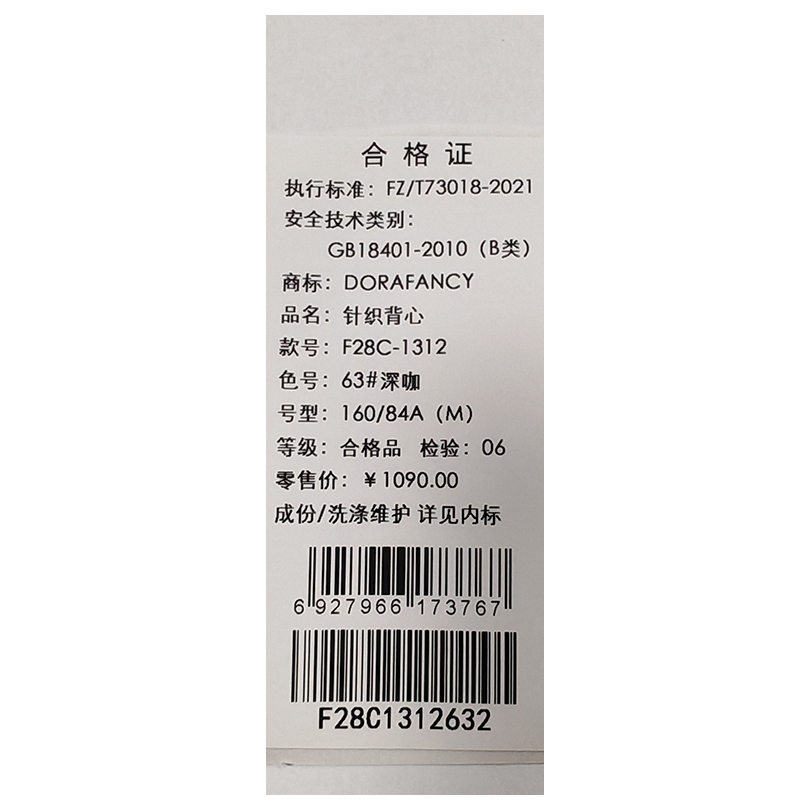 合格证
执行标准：FZ/T73018-2021
安全技术类别：
GB18401-2010（B类）
商标：DORAFANCY
品名：针织背心
款号：F28C-1312
色号：63#深咖
号型：160/84A（M）
等级：合格品 检验：06
零售价：￥1090.00
成份/洗涤维护 详见内标
6 927966 173767
F28C1312632